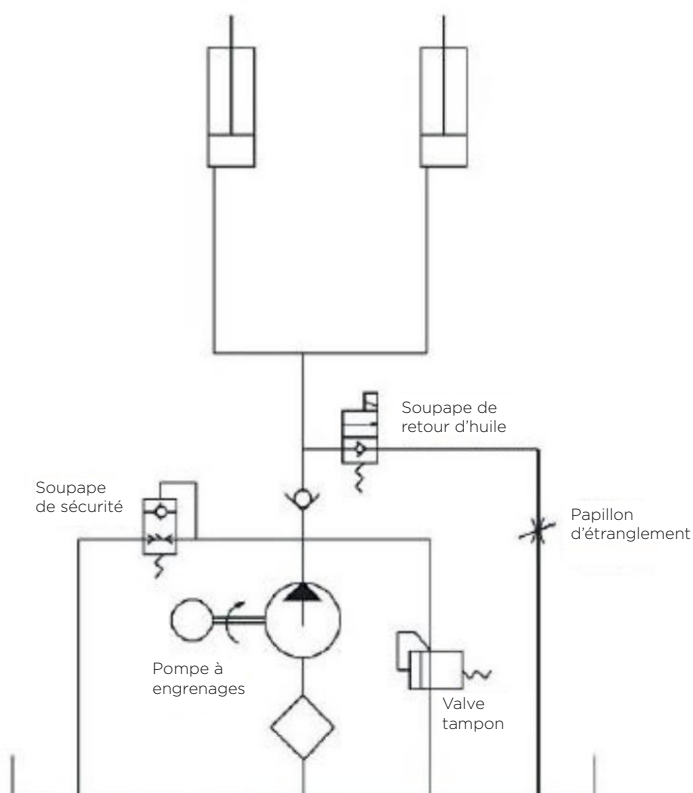 Soupape de
retour d'huile
Soupape
de sécurité
Papillon
d'étranglement
Pompe à
engrenages
Valve
tampon